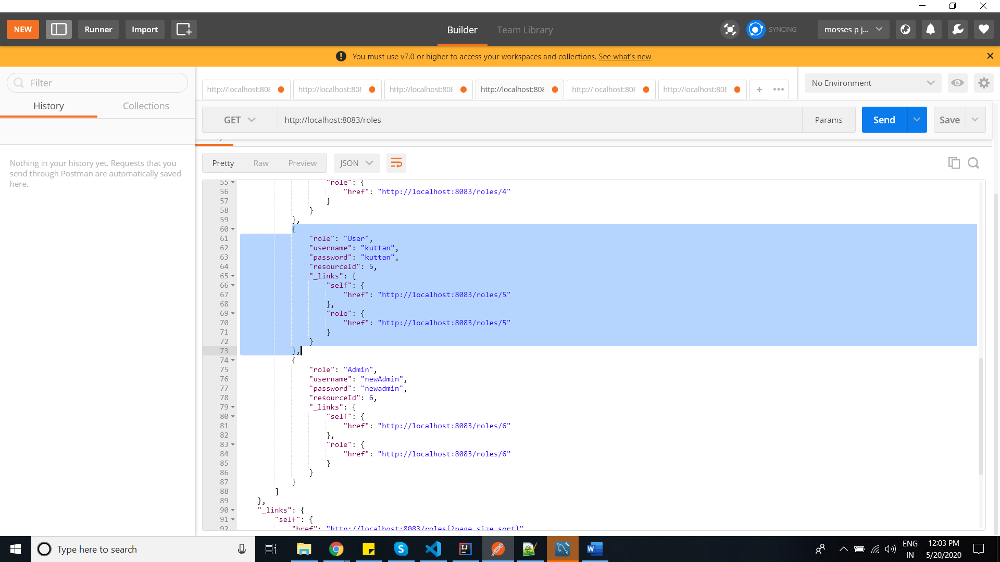 NEW
Runner
Import
Builder
Team Library
SYNCING
mosses p j...
You must use v7.0 or higher to access your workspaces and collections. See what's new
Filter
History
Collections
Nothing in your history yet. Requests that you
send through Postman are automatically saved
here.
http://localhost:808
http://localhost:808
http://localhost:808
http://localhost:808
http://localhost:808
http://localhost:808
No Environment
GET
http://localhost:8083/roles
Params
Send
Save
Pretty
Raw
Preview
JSON
55 "role": {
56 "href": "http://localhost:8083/roles/4"
57 }
58 }
59 },
60 {
61 "role": "User",
62 "username": "kuttan",
63 "password": "kuttan",
64 "resourceId": 5,
65 "_links": {
66 "self": {
67 "href": "http://localhost:8083/roles/5"
68 },
69 "role": {
70 "href": "http://localhost:8083/roles/5"
71 }
72 }
73 },
74 {
75 "role": "Admin",
76 "username": "newAdmin",
77 "password": "newadmin",
78 "resourceId": 6,
79 "_links": {
80 "self": {
81 "href": "http://localhost:8083/roles/6"
82 },
83 "role": {
84 "href": "http://localhost:8083/roles/6"
85 }
86 }
87 }
88 ]
89 },
90 "_links": {
91 "self": {
92 "href": "http://localhost:8083/roles{?page,size,sort}"
Type here to search
ENG
IN
12:03 PM
5/20/2020